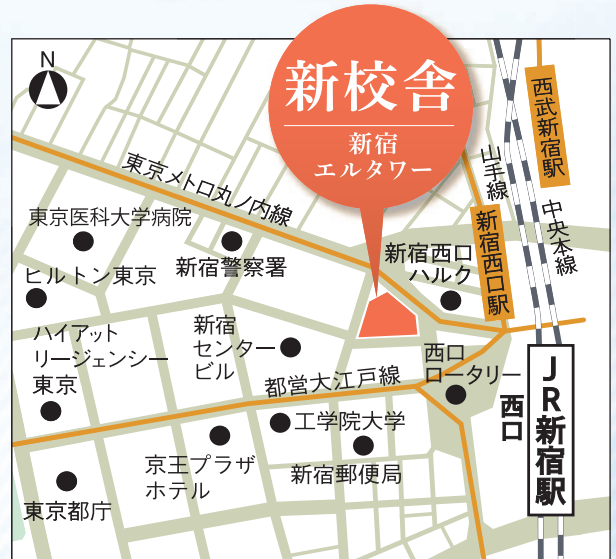 N
新校舎
新宿
エルタワー
西武新宿駅
東京メトロ丸ノ内線
山手線
中央本線
新宿西口駅
東京医科大学病院
新宿警察署
新宿西口
ハルク
ヒルトン東京
ハイアット
リージェンシー
東京
新宿
センター
ビル
西口
ロータリー
都営大江戸線
JR新宿駅
西口
工学院大学
京王プラザ
ホテル
新宿郵便局
東京都庁